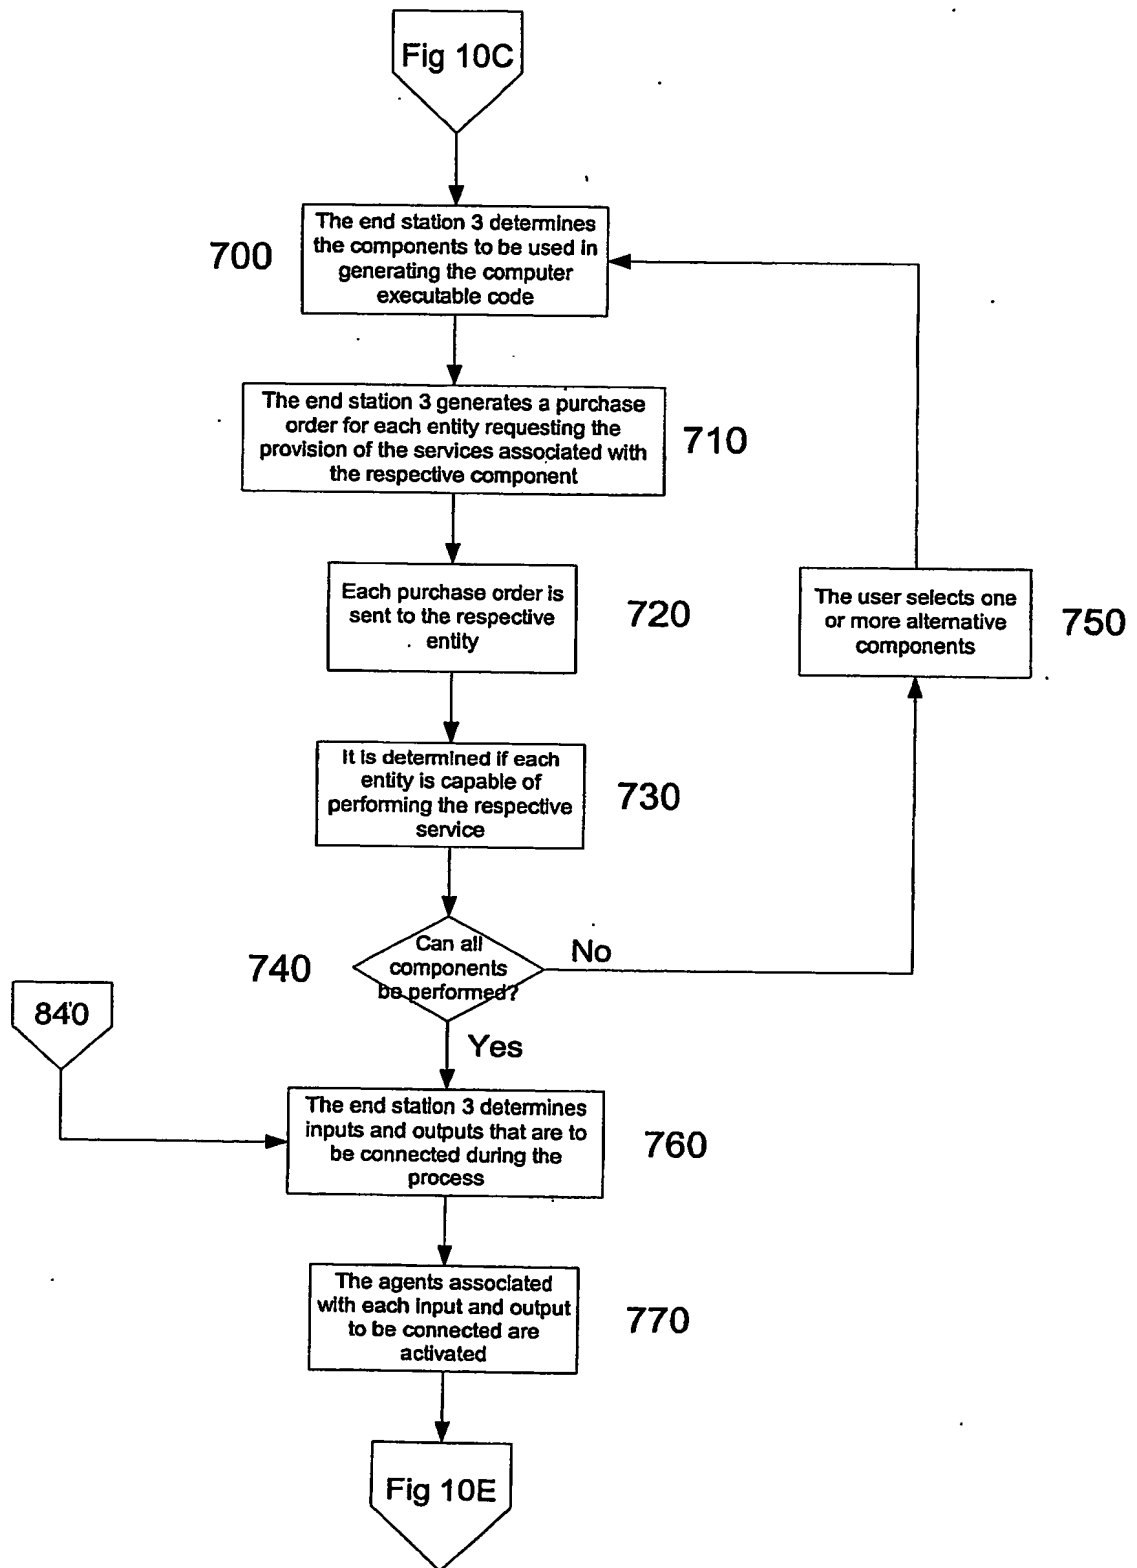 Fig 10C
700
The end station 3 determines
the components to be used in
generating the computer
executable code
The end station 3 generates a purchase
order for each entity requesting the
provision of the services associated with
the respective component
710
Each purchase order is
sent to the respective
entity
720
The user selects one
or more alternative
components
750
It is determined if each
entity is capable of
performing the respective
service
730
740
Can all
components
be performed?
No
840
Yes
The end station 3 determines
inputs and outputs that are to
be connected during the
process
760
The agents associated
with each input and output
to be connected are
activated
770
Fig 10E